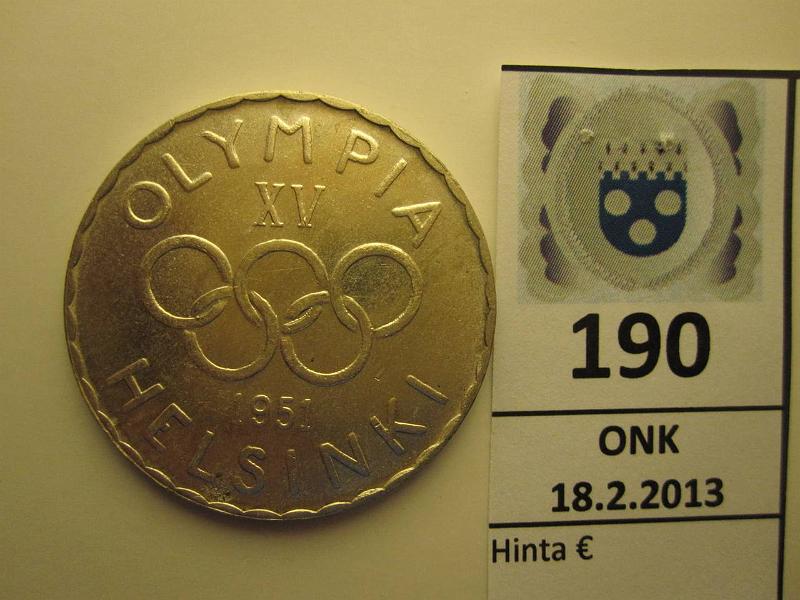 OLYMPIA
XV
1951
HELSINKI
190
ONK
18.2.2013
Hinta €